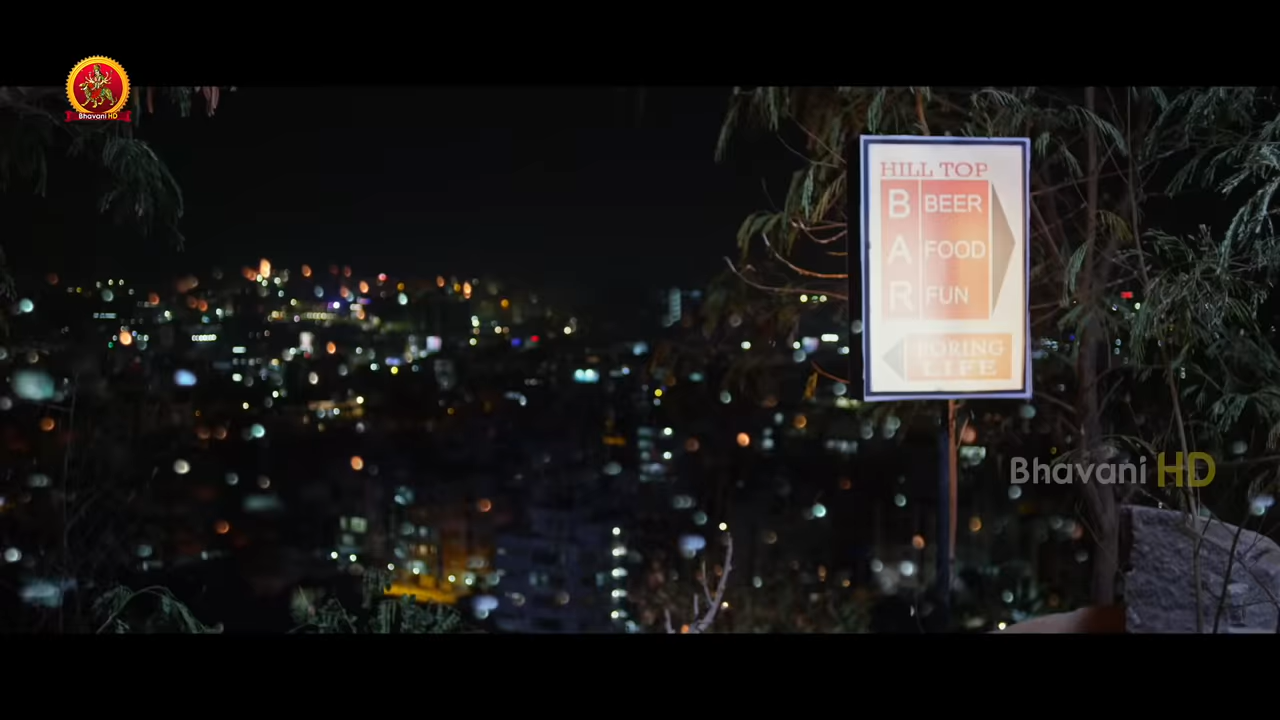 Bhavani HD
HILL TOP
B BEER
A FOOD
R FUN
BORING
LIFE
Bhavani HD